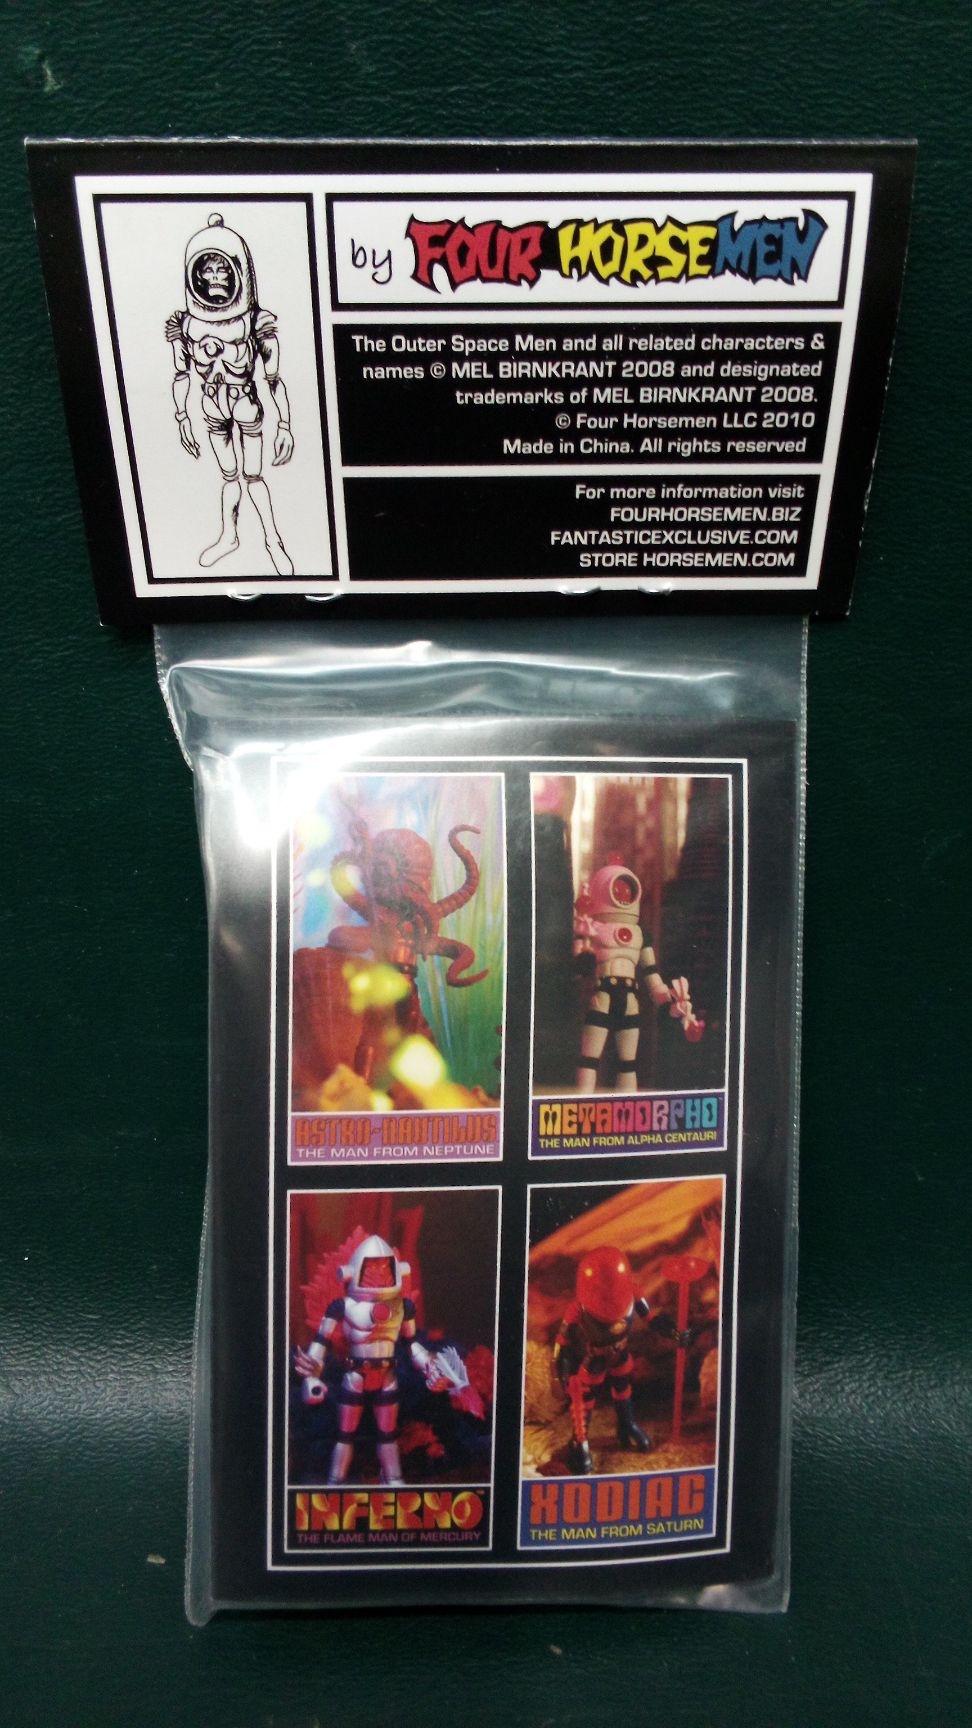 by FOUR HORSEMEN
The Outer Space Men and all related characters &
names © MEL BIRNKRANT 2008 and designated
trademarks of MEL BIRNKRANT 2008.
© Four Horsemen LLC 2010
Made in China. All rights reserved
For more information visit
FOURHORSEMEN.BIZ
FANTASTICEXCLUSIVE.COM
STORE HORSEMEN.COM
ASTRO-NAUTILUS
THE MAN FROM NEPTUNE
METAMORPHO™
THE MAN FROM ALPHA CENTAURI
INFERNO™
THE FLAME MAN OF MERCURY
XODIAC
THE MAN FROM SATURN